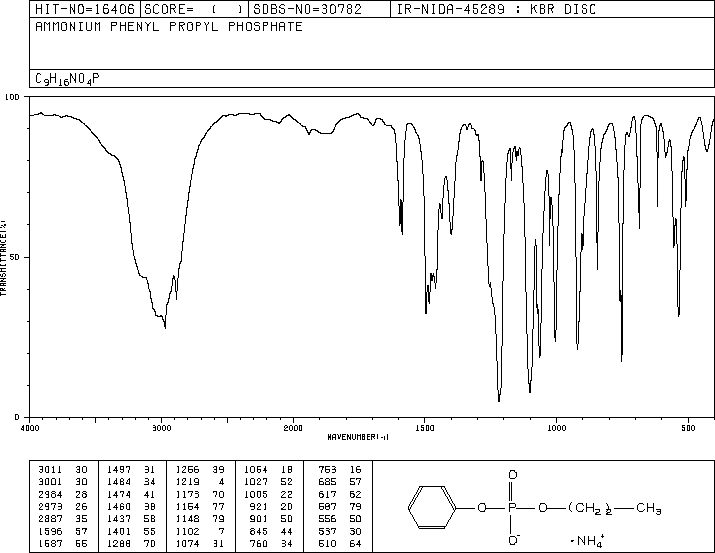 HIT-NO=16406 SCORE= ( ) SDBS-NO=30782 IR-NIDA-45289 : KBR DISC
AMMONIUM PHENYL PROPYL PHOSPHATE
C9H16NO4P
100
50
0
TRANSMITTANCE(%)
4000 3000 2000 1500 1000 500
WAVENUMBER(-1)
3011 30 1497 31 1256 39 1064 18 753 16
3001 30 1484 34 1219 4 1027 52 685 57
2984 28 1474 41 1173 70 1005 22 617 62
2973 26 1460 38 1164 77 921 20 587 79
2887 35 1437 58 1148 79 901 50 556 50
1596 57 1401 55 1102 7 845 44 537 30
1587 55 1288 70 1074 31 760 34 510 64
O
O P O (CH2)2 CH3
O-
·NH4+